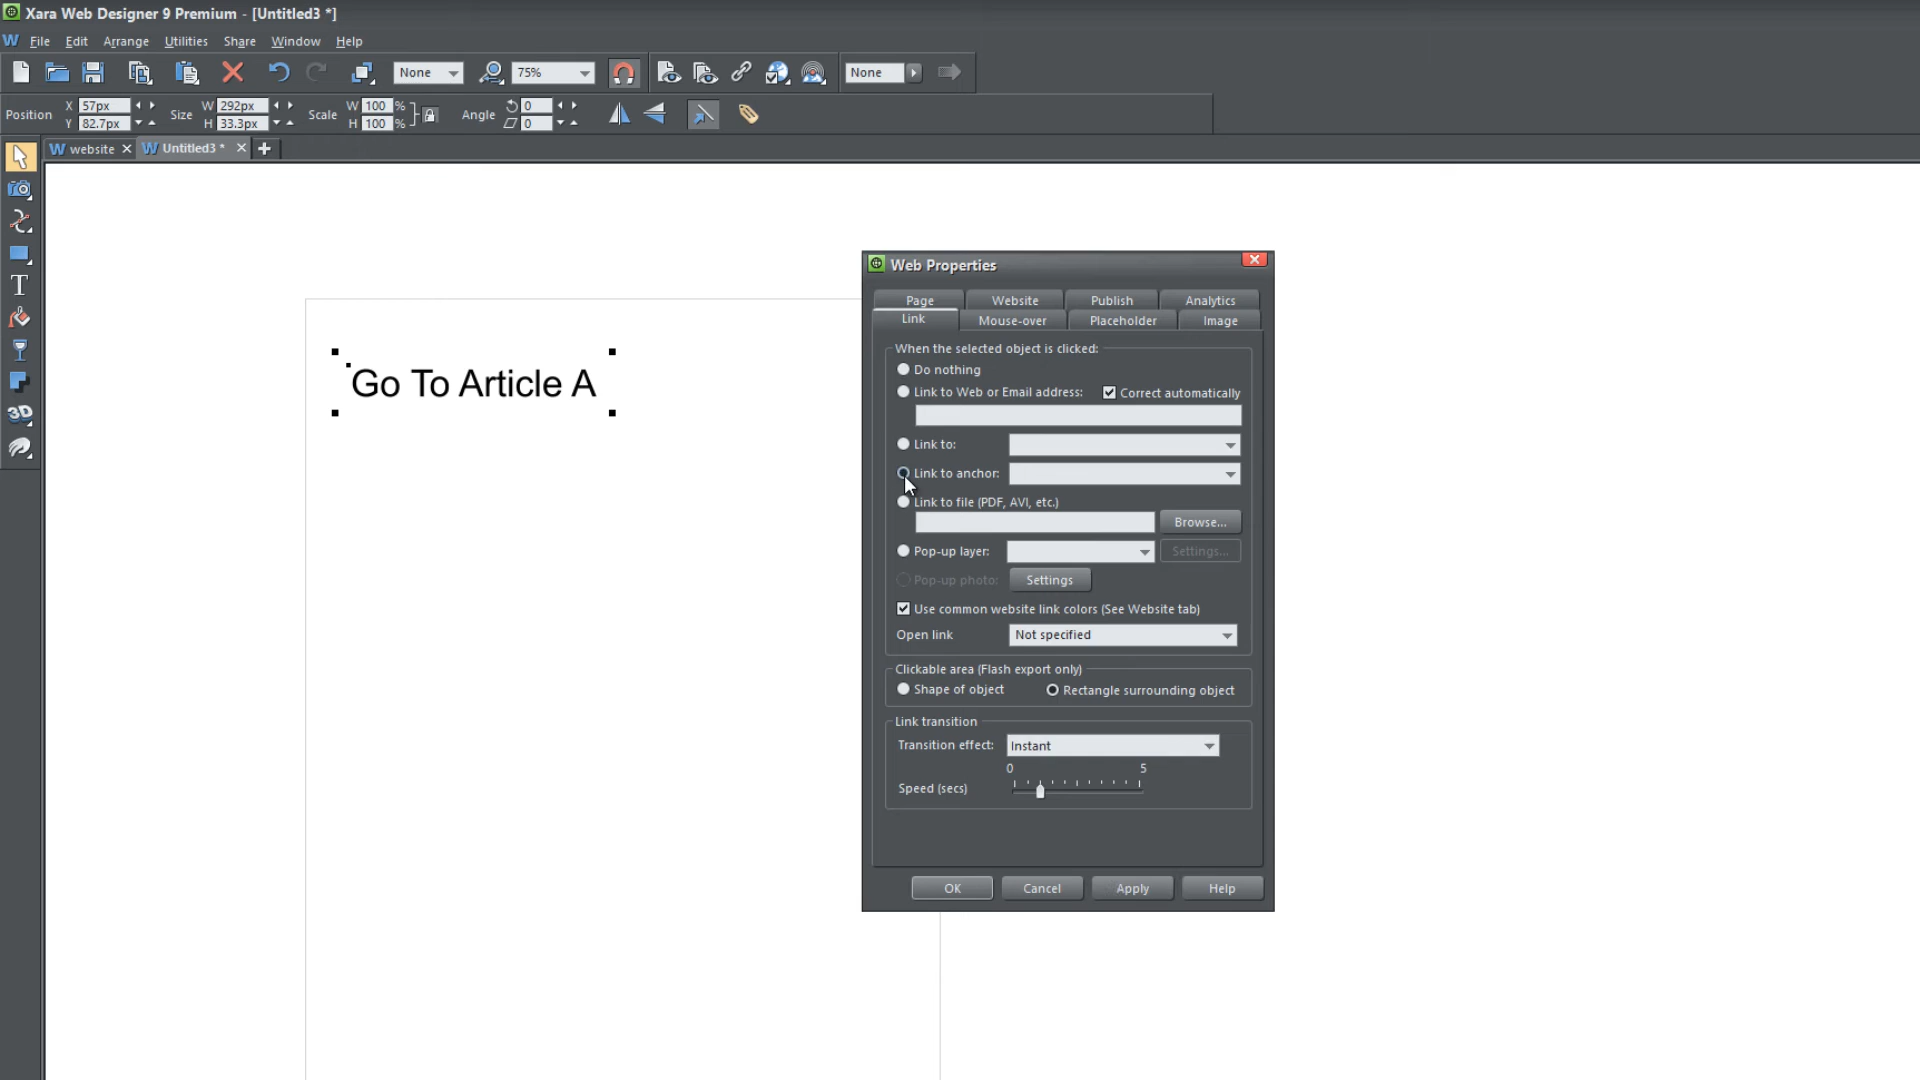 Xara Web Designer 9 Premium - [Untitled3 *]
File Edit Arrange Utilities Share Window Help
None 75% None
Position X 57px Y 82.7px Size W 292px H 33.3px Scale W 100 % H 100 % Angle 0 0
website Untitled3 *
T
3D
Go To Article A
Web Properties
Page Website Publish Analytics
Link Mouse-over Placeholder Image
When the selected object is clicked:
Do nothing
Link to Web or Email address: Correct automatically
Link to:
Link to anchor:
Link to file (PDF, AVI, etc.)
Browse...
Pop-up layer: Settings...
Pop-up photo: Settings
Use common website link colors (See Website tab)
Open link Not specified
Clickable area (Flash export only)
Shape of object Rectangle surrounding object
Link transition
Transition effect: Instant
0 5
Speed (secs)
OK Cancel Apply Help